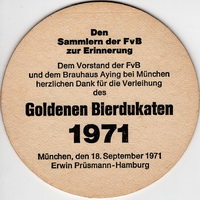 Den
Sammlern der FvB
zur Erinnerung
Dem Vorstand der FvB
und dem Brauhaus Aying bei München
herzlichen Dank für die Verleihung
des
Goldenen Bierdukaten
1971
München, den 18. September 1971
Erwin Prüsmann-Hamburg